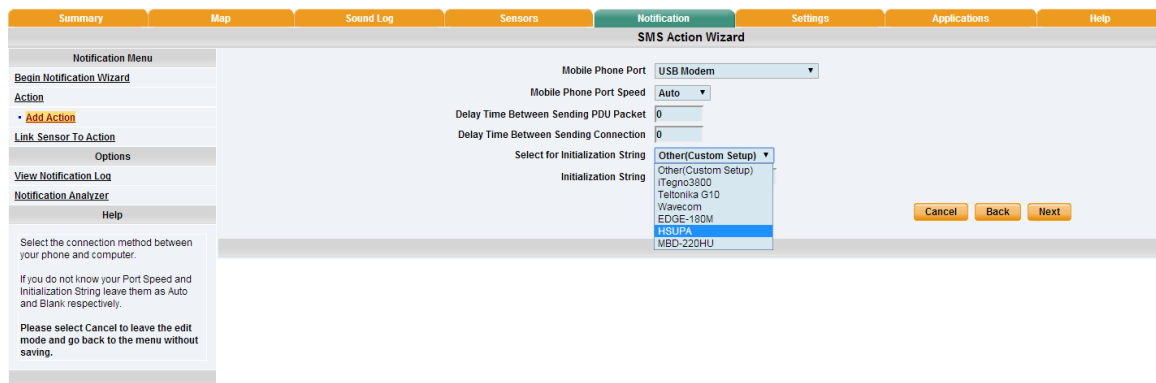 Summary
Map
Sound Log
Sensors
Notification
Settings
Applications
Help
SMS Action Wizard
Notification Menu
Begin Notification Wizard
Action
Add Action
Link Sensor To Action
Options
View Notification Log
Notification Analyzer
Help
Select the connection method between
your phone and computer.
If you do not know your Port Speed and
Initialization String leave them as Auto
and Blank respectively.
Please select Cancel to leave the edit
mode and go back to the menu without
saving.
Mobile Phone Port USB Modem
Mobile Phone Port Speed Auto
Delay Time Between Sending PDU Packet 0
Delay Time Between Sending Connection 0
Select for Initialization String Other(Custom Setup)
Initialization String
Other(Custom Setup)
iTegno3800
Teltonika G10
Wavecom
EDGE-180M
HSUPA
MBD-220HU
Cancel Back Next